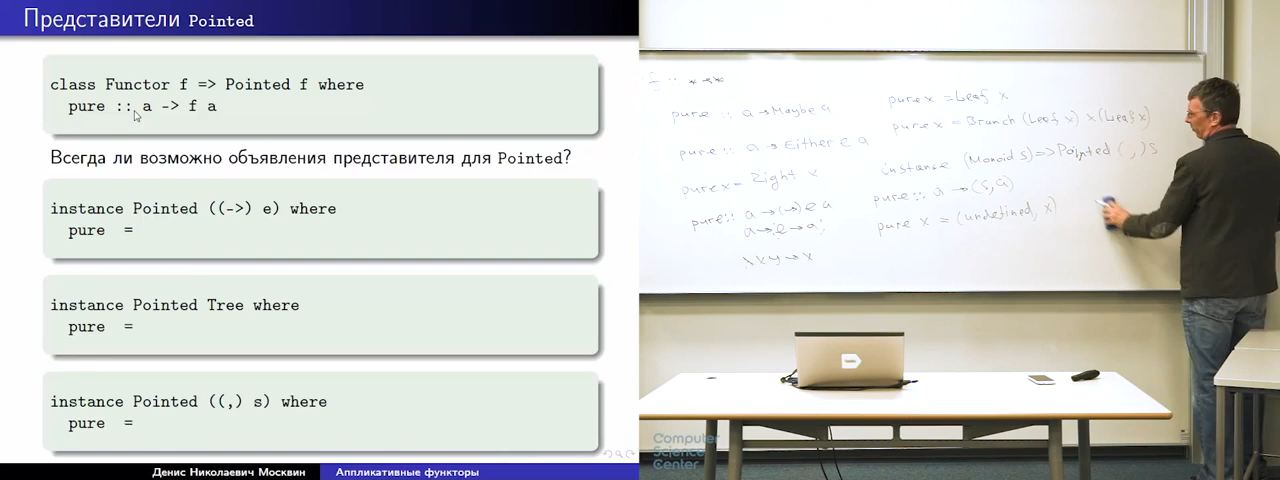 Представители Pointed
class Functor f => Pointed f where
pure :: a -> f a
Всегда ли возможно объявления представителя для Pointed?
instance Pointed ((->) e) where
pure =
instance Pointed Tree where
pure =
instance Pointed ((,) s) where
pure =
Денис Николаевич Москвин
Аппликативные функторы
f :: * → *
pure :: a → Maybe a
pure :: a → Either e a
pure x = Right x
pure :: a → (→) e a
a → (e → a)
\ x y → x
pure x = Leaf x
pure x = Branch (Leaf x) x (Leaf x)
instance (Monoid s) => Pointed (,) s
pure :: a → (s, a)
pure x = (undefined, x)
Computer
Science
Center